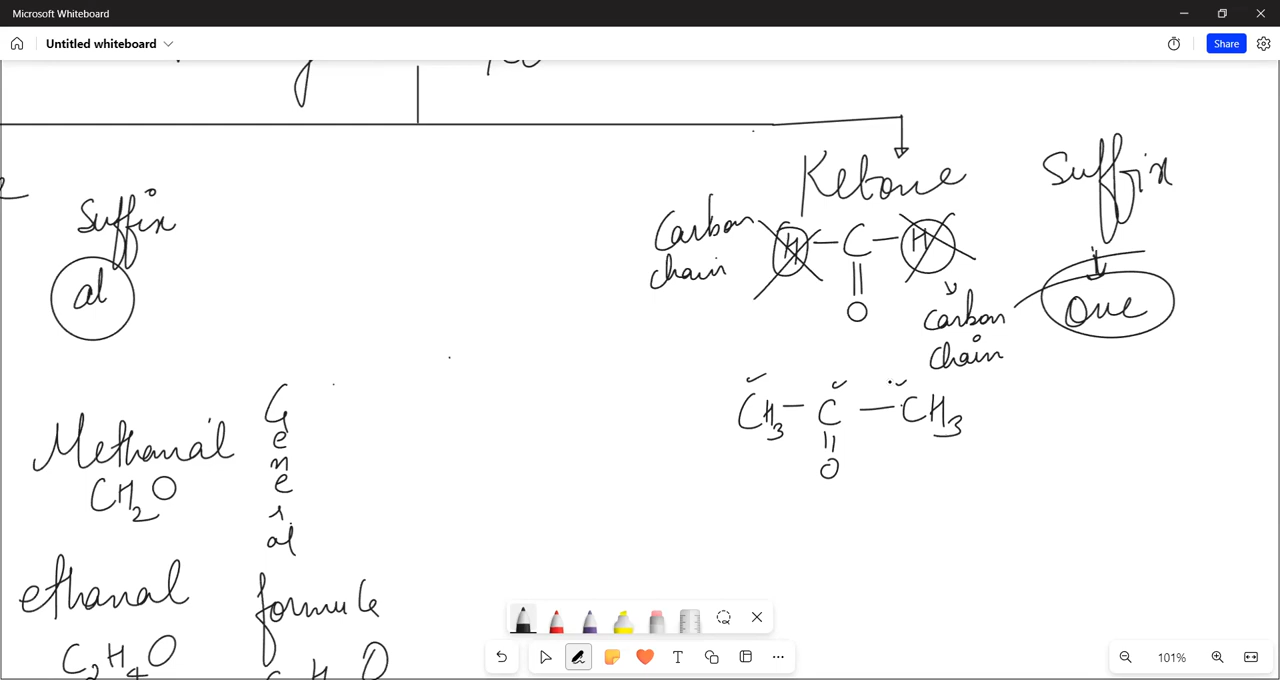 Microsoft Whiteboard
Untitled whiteboard
Share
Suffix
al
Ketone
Suffix
one
Carbon
chain
H – C – H
||
O
Carbon
chain
CH3 – C – CH3
||
O
Methanal
CH2O
General
formula
ethanal
C2H4O
101%